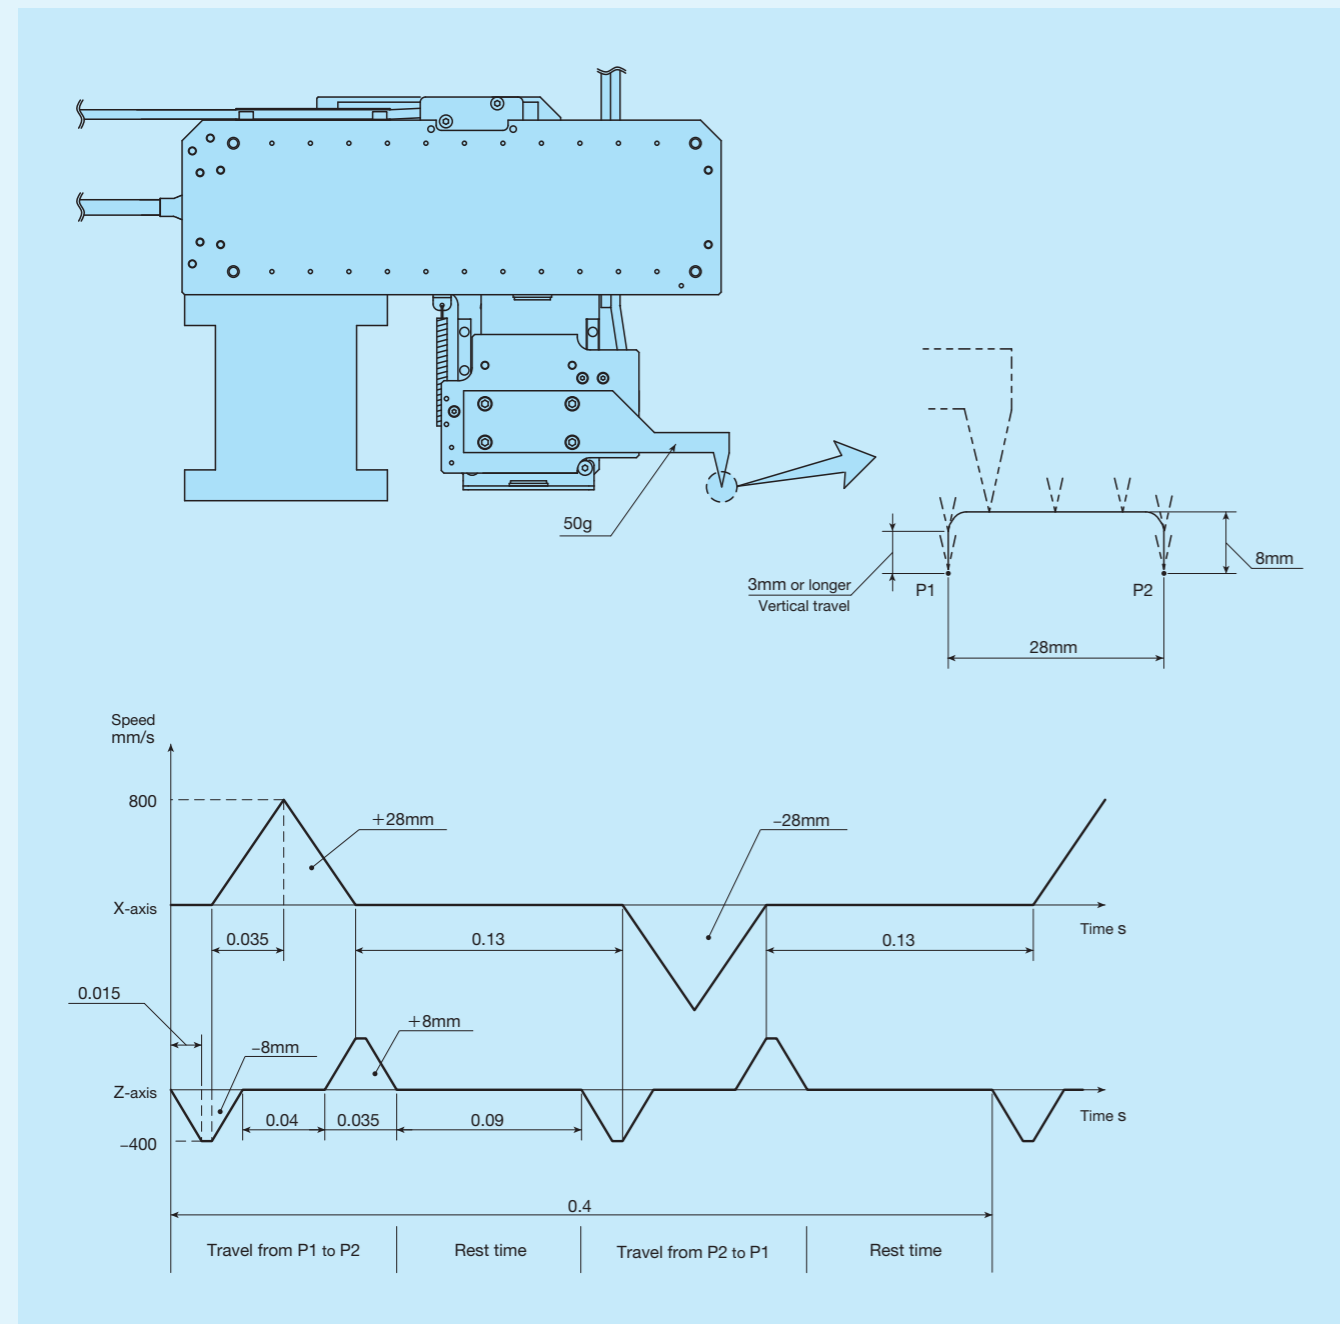 50g
3mm or longer
Vertical travel
P1
P2
8mm
28mm
Speed
mm/s
800
+28mm
−28mm
X-axis
Time s
0.035
0.13
0.13
0.015
+8mm
−8mm
Z-axis
Time s
0.04
0.035
0.09
−400
0.4
Travel from P1 to P2
Rest time
Travel from P2 to P1
Rest time